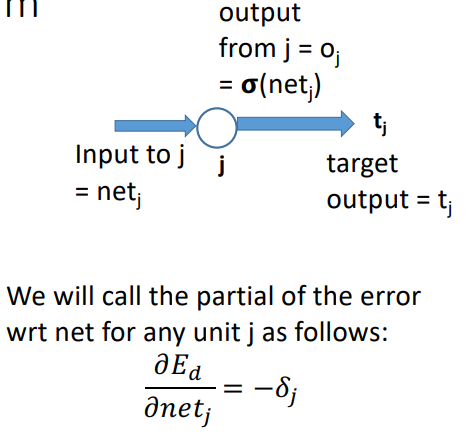 output
from j = oⱼ
= σ(netⱼ)
tⱼ
Input to j
= netⱼ
j
target
output = tⱼ
We will call the partial of the error
wrt net for any unit j as follows:
∂E_d / ∂netⱼ = −δⱼ